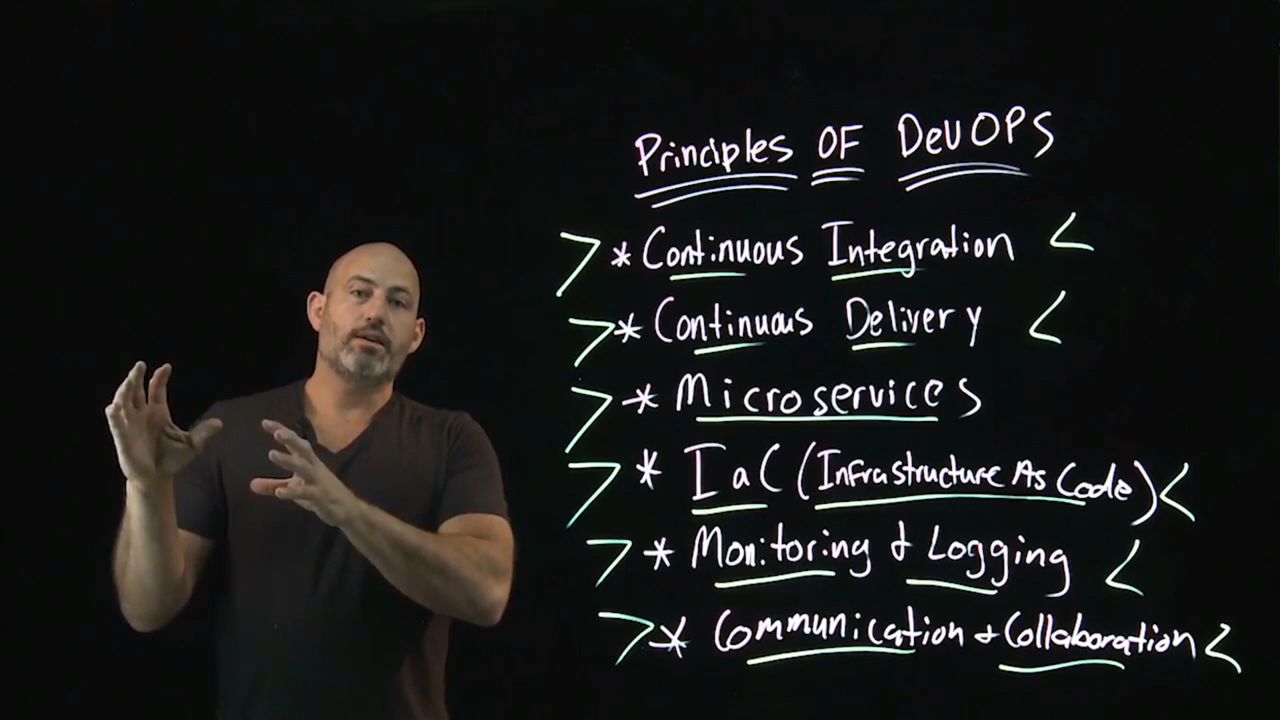 Principles OF DevOPS
> * Continuous Integration <
> * Continuous Delivery <
> * Microservices
> * IaC (Infrastructure As Code) <
> * Monitoring & Logging <
> * Communication & Collaboration <